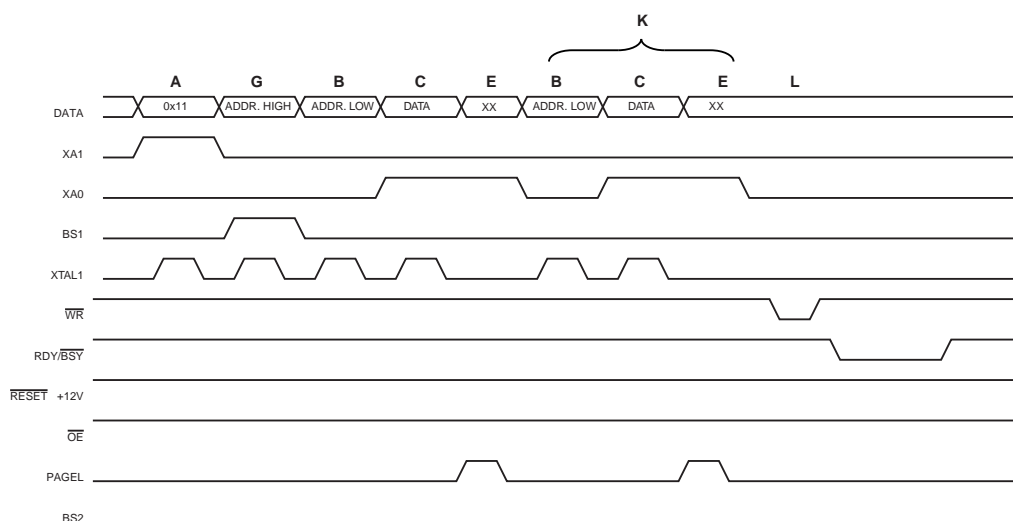 K
A G B C E B C E L
DATA 0x11 ADDR. HIGH ADDR. LOW DATA XX ADDR. LOW DATA XX
XA1
XA0
BS1
XTAL1
WR
RDY/BSY
RESET +12V
OE
PAGEL
BS2